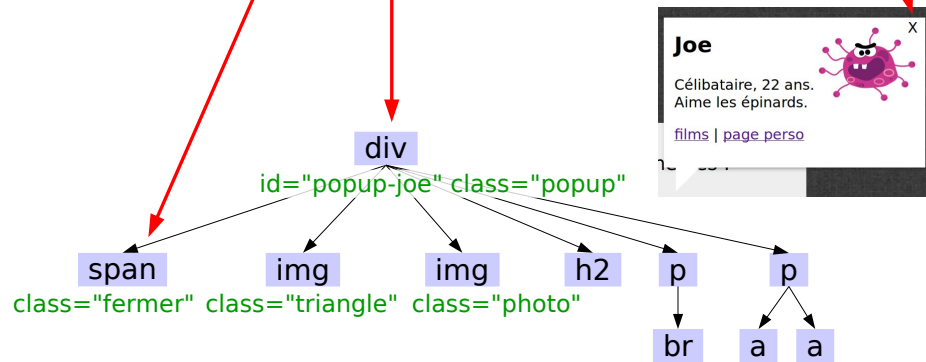 X
Joe
Célibataire, 22 ans.
Aime les épinards.
films | page perso
div
id="popup-joe" class="popup"
span
img
img
h2
p
p
class="fermer"
class="triangle"
class="photo"
br
a
a